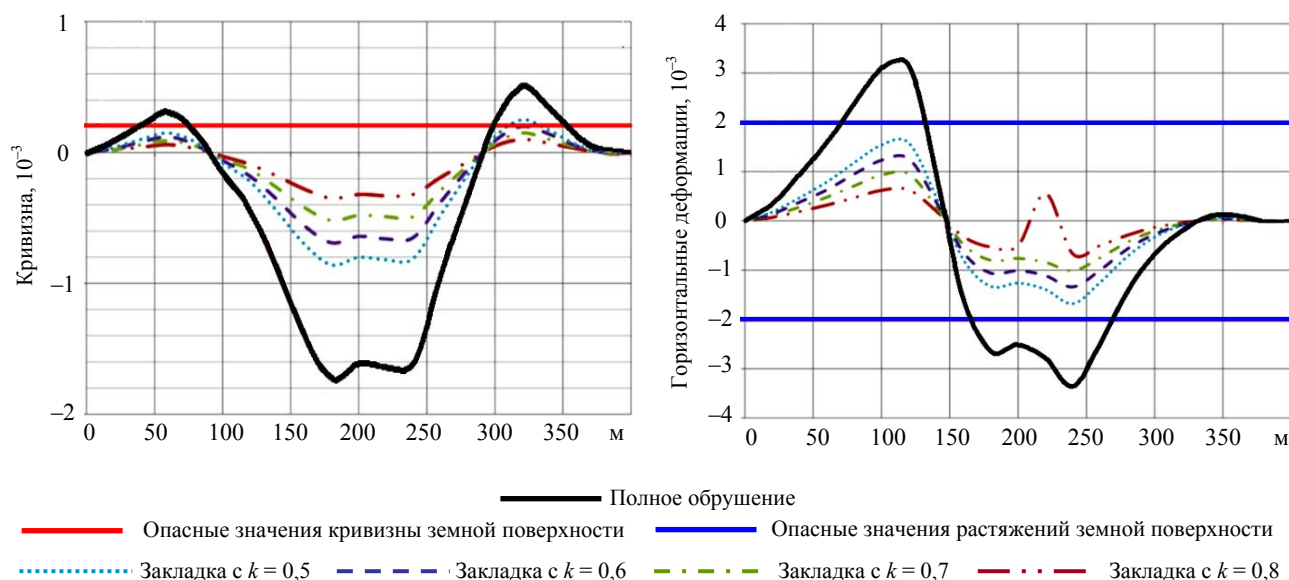 Кривизна, 10⁻³
1
0
–1
–2
0 50 100 150 200 250 300 м
Горизонтальные деформации, 10⁻³
4
3
2
1
0
–1
–2
–3
–4
0 50 100 150 200 250 300 350 м
Полное обрушение
Опасные значения кривизны земной поверхности
Опасные значения растяжений земной поверхности
Закладка с k = 0,5
Закладка с k = 0,6
Закладка с k = 0,7
Закладка с k = 0,8